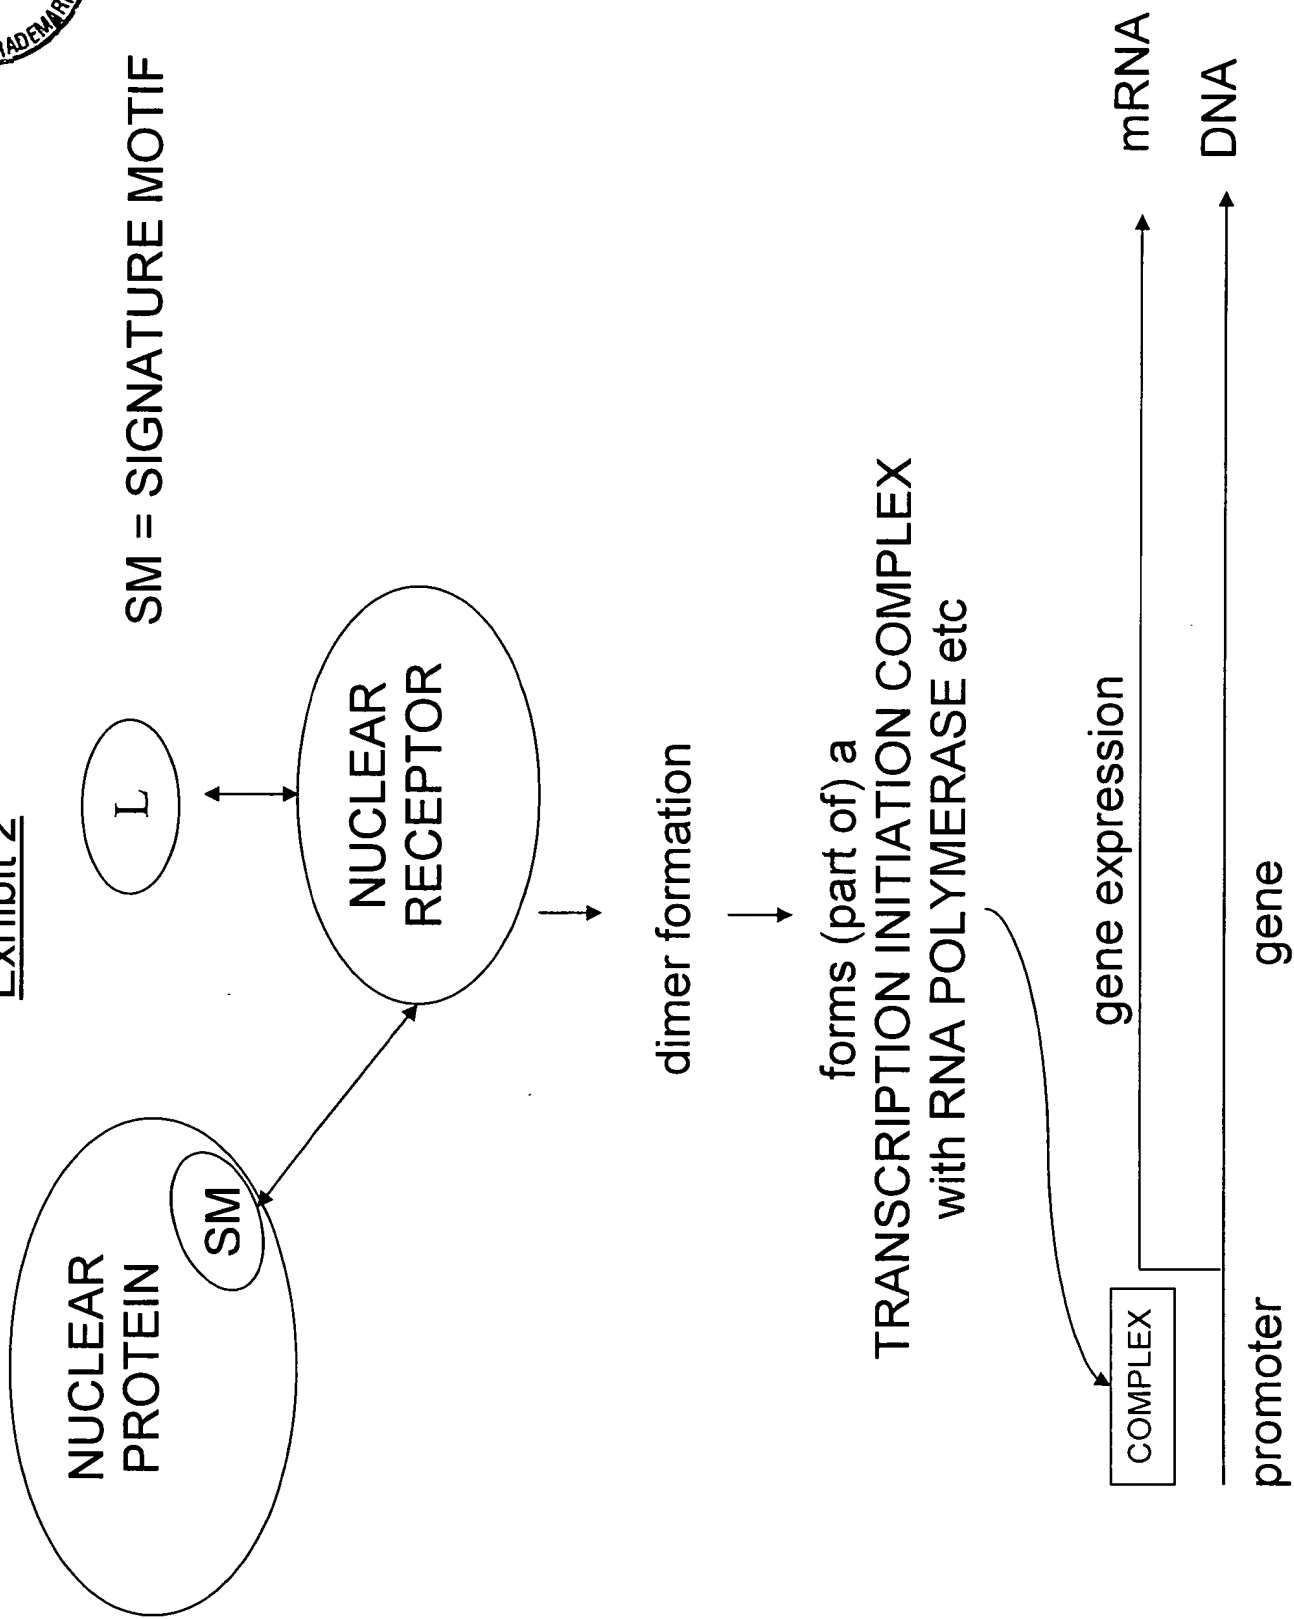 Exhibit 2
SM = SIGNATURE MOTIF
NUCLEAR
PROTEIN
SM
L
NUCLEAR
RECEPTOR
dimer formation
forms (part of) a
TRANSCRIPTION INITIATION COMPLEX
with RNA POLYMERASE etc
gene expression
mRNA
COMPLEX
DNA
promoter
gene